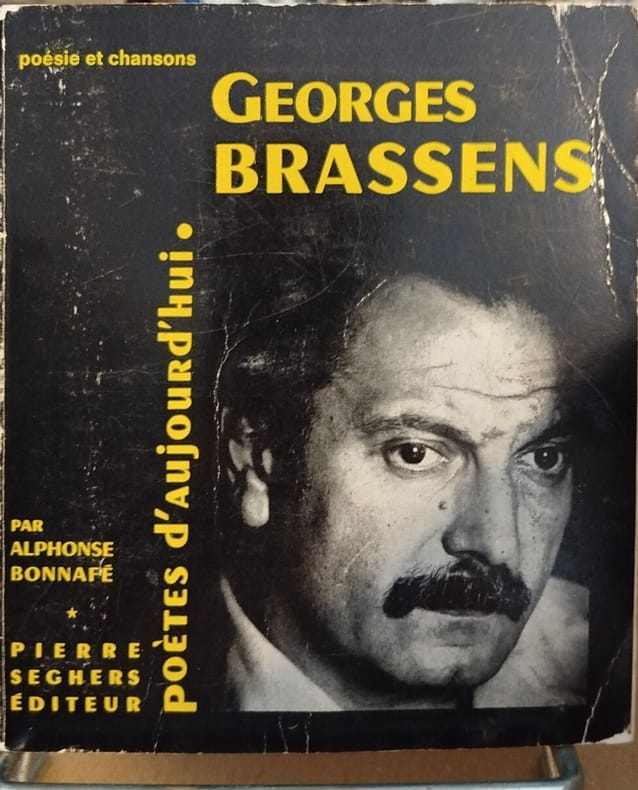 poésie et chansons
GEORGES
BRASSENS
POÈTES d'AUJOURd'HUI.
PAR
ALPHONSE
BONNAFÉ
*
PIERRE
SEGHERS
ÉDITEUR